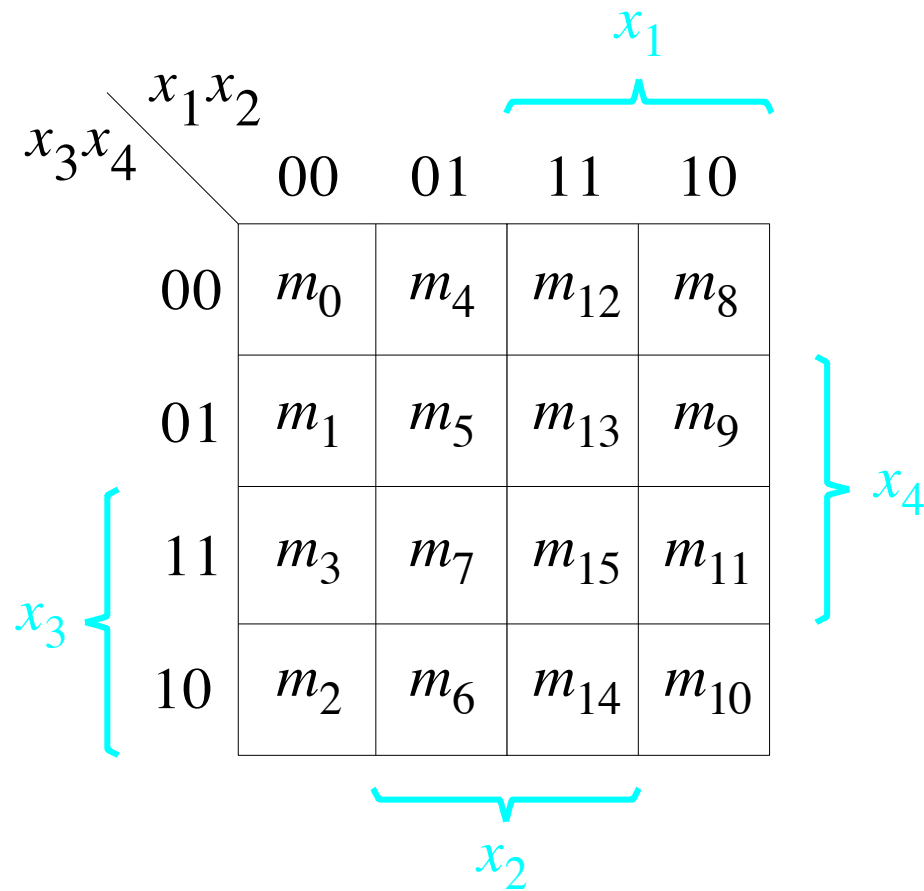 x₁
x₁x₂
x₃x₄
00 01 11 10
00 m₀ m₄ m₁₂ m₈
01 m₁ m₅ m₁₃ m₉
x₄
11 m₃ m₇ m₁₅ m₁₁
x₃
10 m₂ m₆ m₁₄ m₁₀
x₂